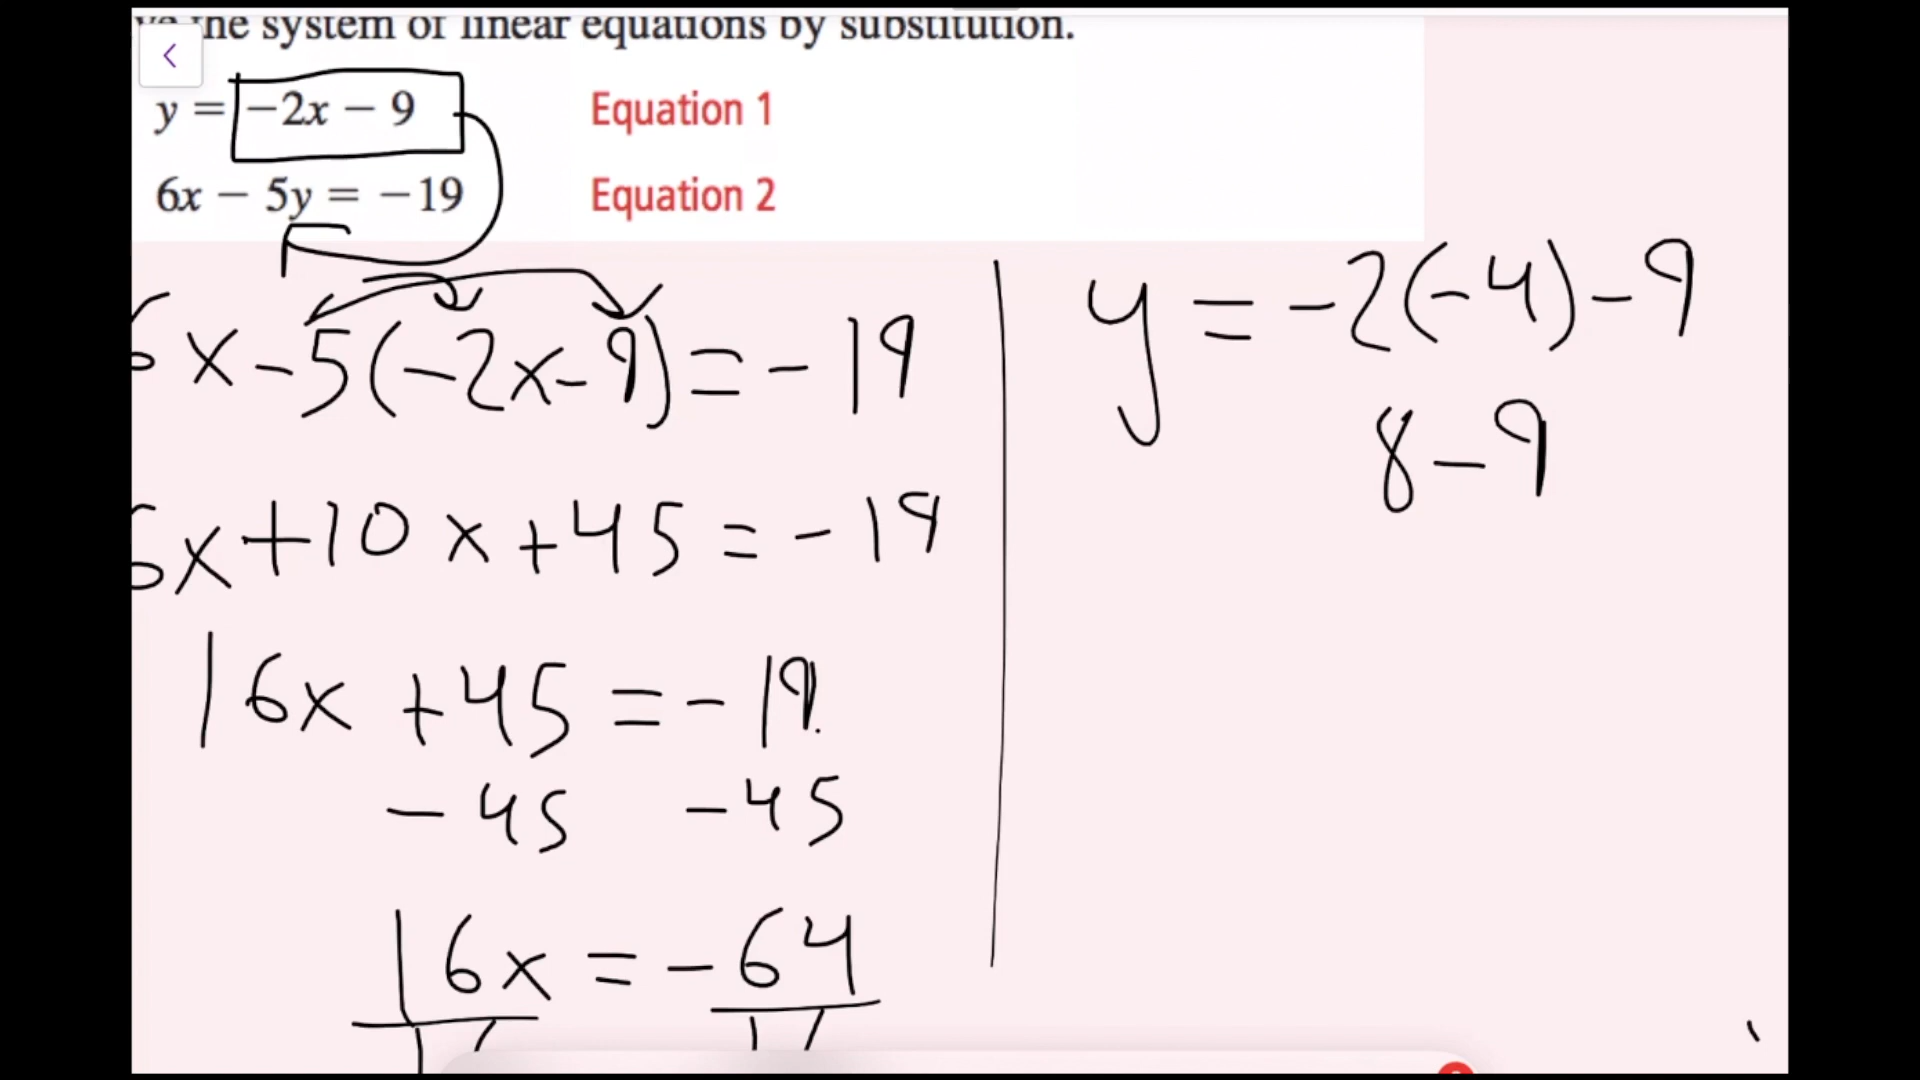 the system of linear equations by substitution.
y = -2x - 9 Equation 1
6x - 5y = -19 Equation 2
6x - 5(-2x - 9) = -19
6x + 10x + 45 = -19
16x + 45 = -19
-45 -45
16x = -64
y = -2(-4) - 9
8 - 9